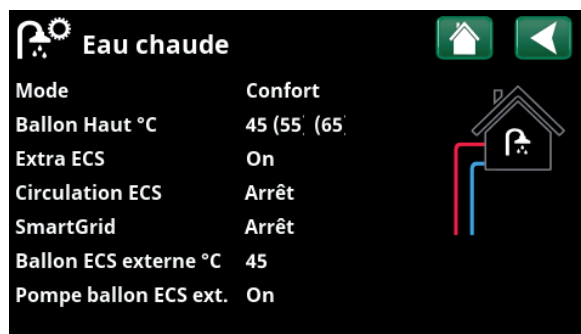 Eau chaude
Mode Confort
Ballon Haut °C 45 (55) (65)
Extra ECS On
Circulation ECS Arrêt
SmartGrid Arrêt
Ballon ECS externe °C 45
Pompe ballon ECS ext. On